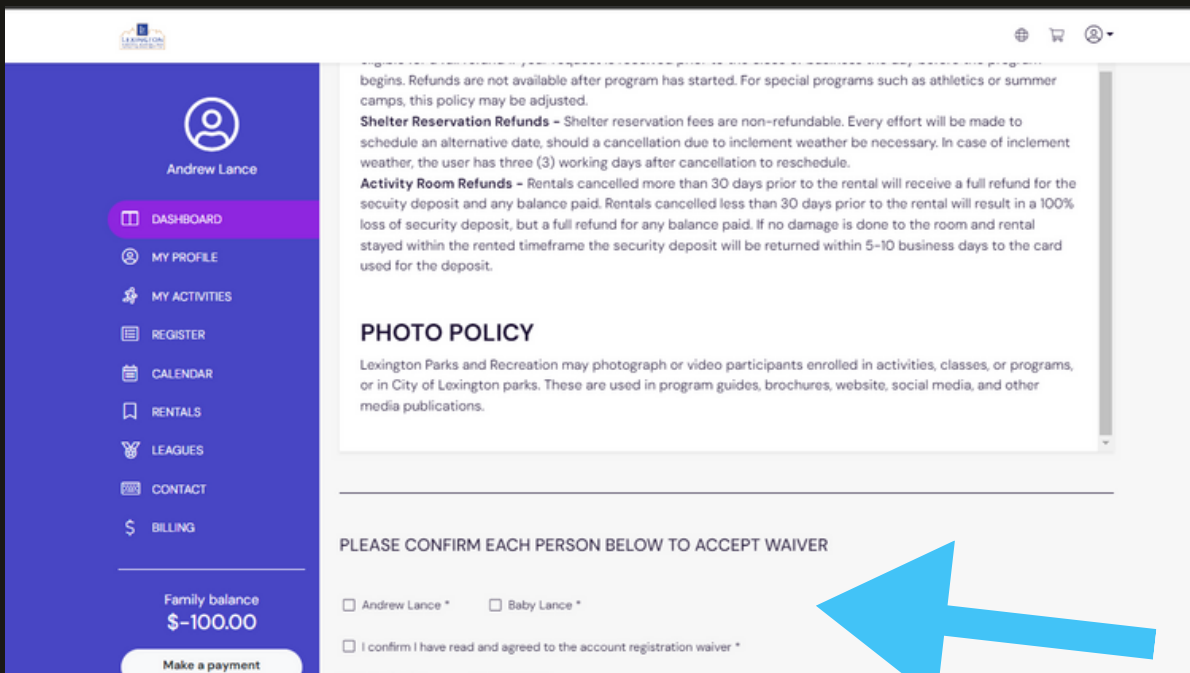 LEXINGTON
Andrew Lance
DASHBOARD
MY PROFILE
MY ACTIVITIES
REGISTER
CALENDAR
RENTALS
LEAGUES
CONTACT
BILLING
Family balance
$-100.00
Make a payment
begins. Refunds are not available after program has started. For special programs such as athletics or summer
camps, this policy may be adjusted.
Shelter Reservation Refunds - Shelter reservation fees are non-refundable. Every effort will be made to
schedule an alternative date, should a cancellation due to inclement weather be necessary. In case of inclement
weather, the user has three (3) working days after cancellation to reschedule.
Activity Room Refunds - Rentals cancelled more than 30 days prior to the rental will receive a full refund for the
secuity deposit and any balance paid. Rentals cancelled less than 30 days prior to the rental will result in a 100%
loss of security deposit, but a full refund for any balance paid. If no damage is done to the room and rental
stayed within the rented timeframe the security deposit will be returned within 5-10 business days to the card
used for the deposit.
PHOTO POLICY
Lexington Parks and Recreation may photograph or video participants enrolled in activities, classes, or programs,
or in City of Lexington parks. These are used in program guides, brochures, website, social media, and other
media publications.
PLEASE CONFIRM EACH PERSON BELOW TO ACCEPT WAIVER
Andrew Lance * Baby Lance *
I confirm I have read and agreed to the account registration waiver *